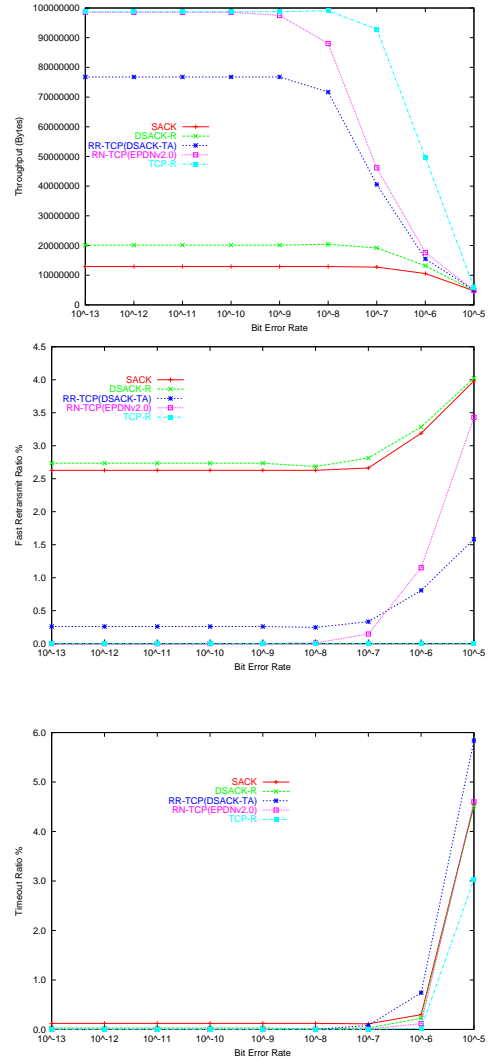 100000000
90000000
80000000
70000000
60000000
50000000
40000000
30000000
20000000
10000000
0
Throughput (Bytes)
SACK
DSACK-R
RR-TCP(DSACK-TA)
RN-TCP(EPDNv2.0)
TCP-R
10^-13 10^-12 10^-11 10^-10 10^-9 10^-8 10^-7 10^-6 10^-5
Bit Error Rate
4.5
4.0
3.5
3.0
2.5
2.0
1.5
1.0
0.5
0.0
Fast Retransmit Ratio %
SACK
DSACK-R
RR-TCP(DSACK-TA)
RN-TCP(EPDNv2.0)
TCP-R
10^-13 10^-12 10^-11 10^-10 10^-9 10^-8 10^-7 10^-6 10^-5
Bit Error Rate
6.0
5.0
4.0
3.0
2.0
1.0
0.0
Timeout Ratio %
SACK
DSACK-R
RR-TCP(DSACK-TA)
RN-TCP(EPDNv2.0)
TCP-R
10^-13 10^-12 10^-11 10^-10 10^-9 10^-8 10^-7 10^-6 10^-5
Bit Error Rate